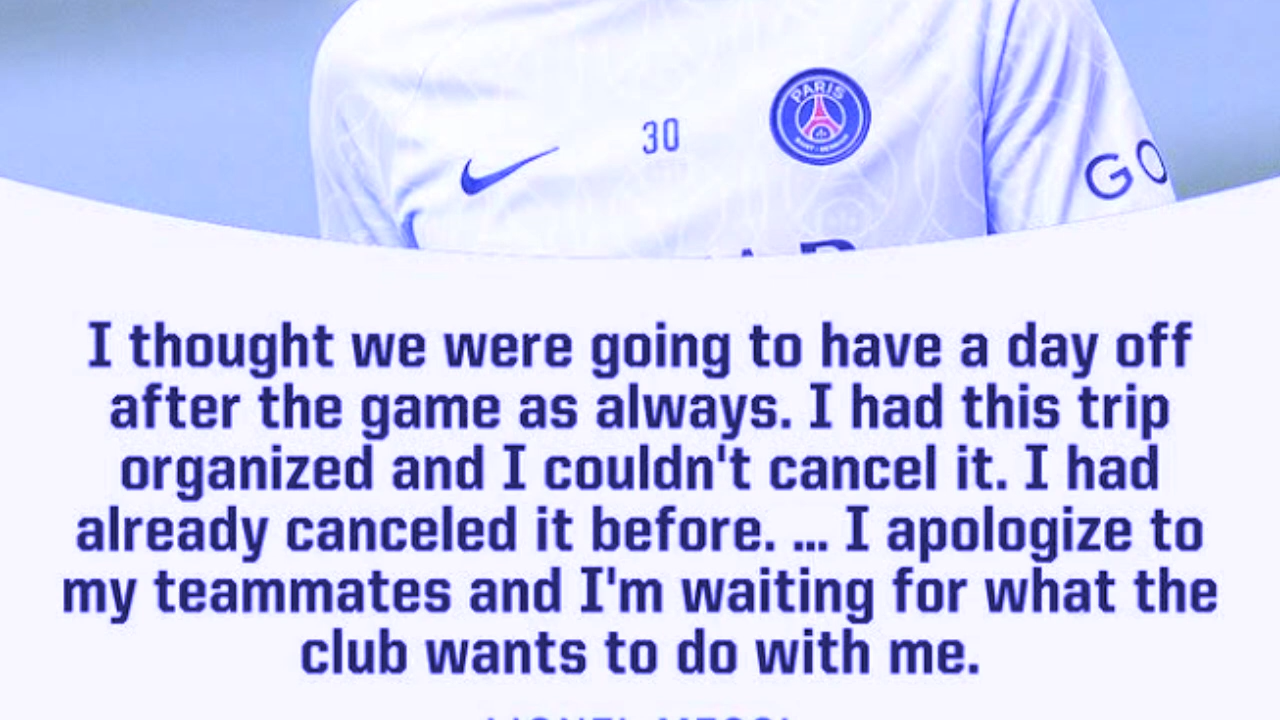 PARIS
30
GO
I thought we were going to have a day off
after the game as always. I had this trip
organized and I couldn't cancel it. I had
already canceled it before. ... I apologize to
my teammates and I'm waiting for what the
club wants to do with me.